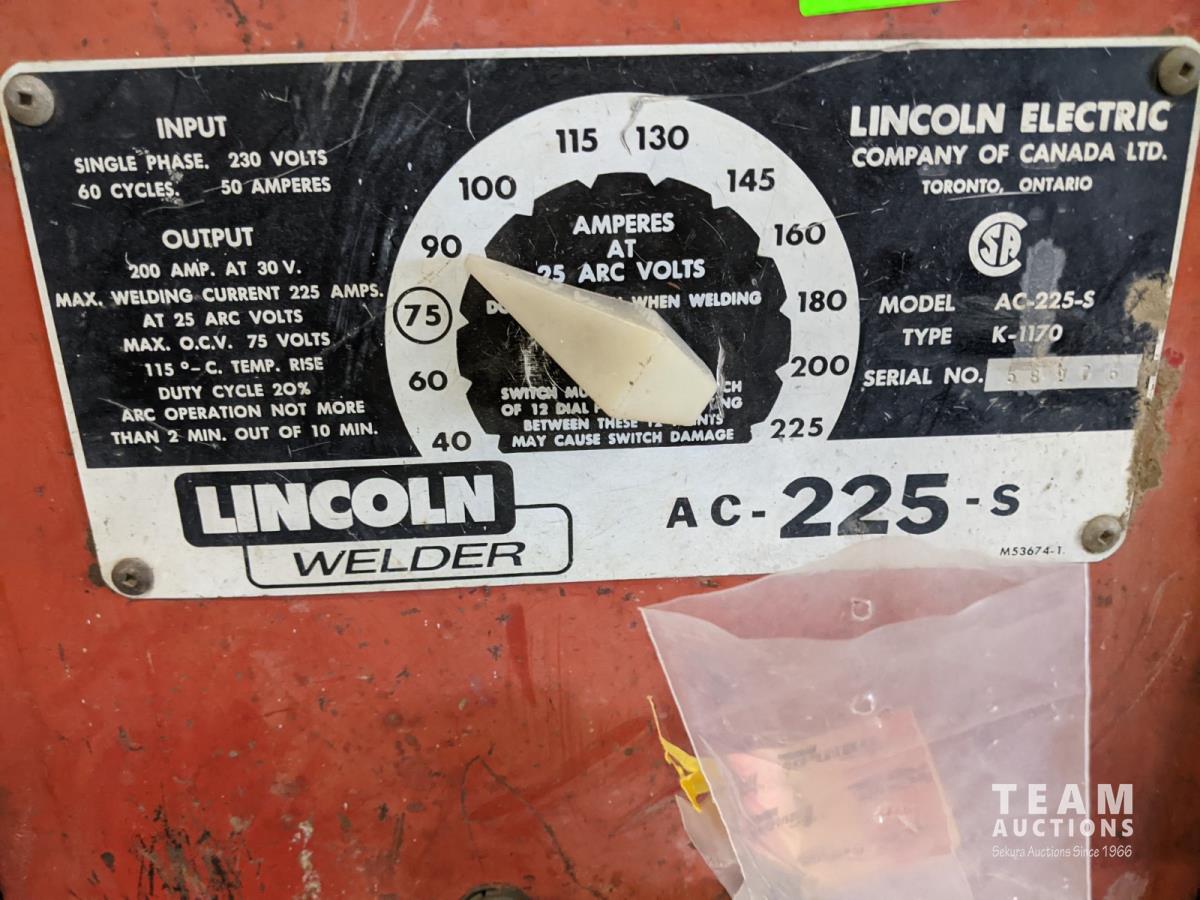 INPUT
SINGLE PHASE. 230 VOLTS
60 CYCLES. 50 AMPERES
OUTPUT
200 AMP. AT 30 V.
MAX. WELDING CURRENT 225 AMPS.
AT 25 ARC VOLTS
MAX. O.C.V. 75 VOLTS
115 °- C. TEMP. RISE
DUTY CYCLE 20%
ARC OPERATION NOT MORE
THAN 2 MIN. OUT OF 10 MIN.
40
60
75
90
100
115
130
145
160
180
200
225
AMPERES
AT
25 ARC VOLTS
WHEN WELDING
SWITCH
OF 12 DIAL
BETWEEN THESE 12
MAY CAUSE SWITCH DAMAGE
LINCOLN ELECTRIC
COMPANY OF CANADA LTD.
TORONTO, ONTARIO
SA
MODEL AC-225-S
TYPE K-1170
SERIAL NO.
LINCOLN
WELDER
AC-225-S
M53674-1
TEAM
AUCTIONS
Sekura Auctions Since 1966